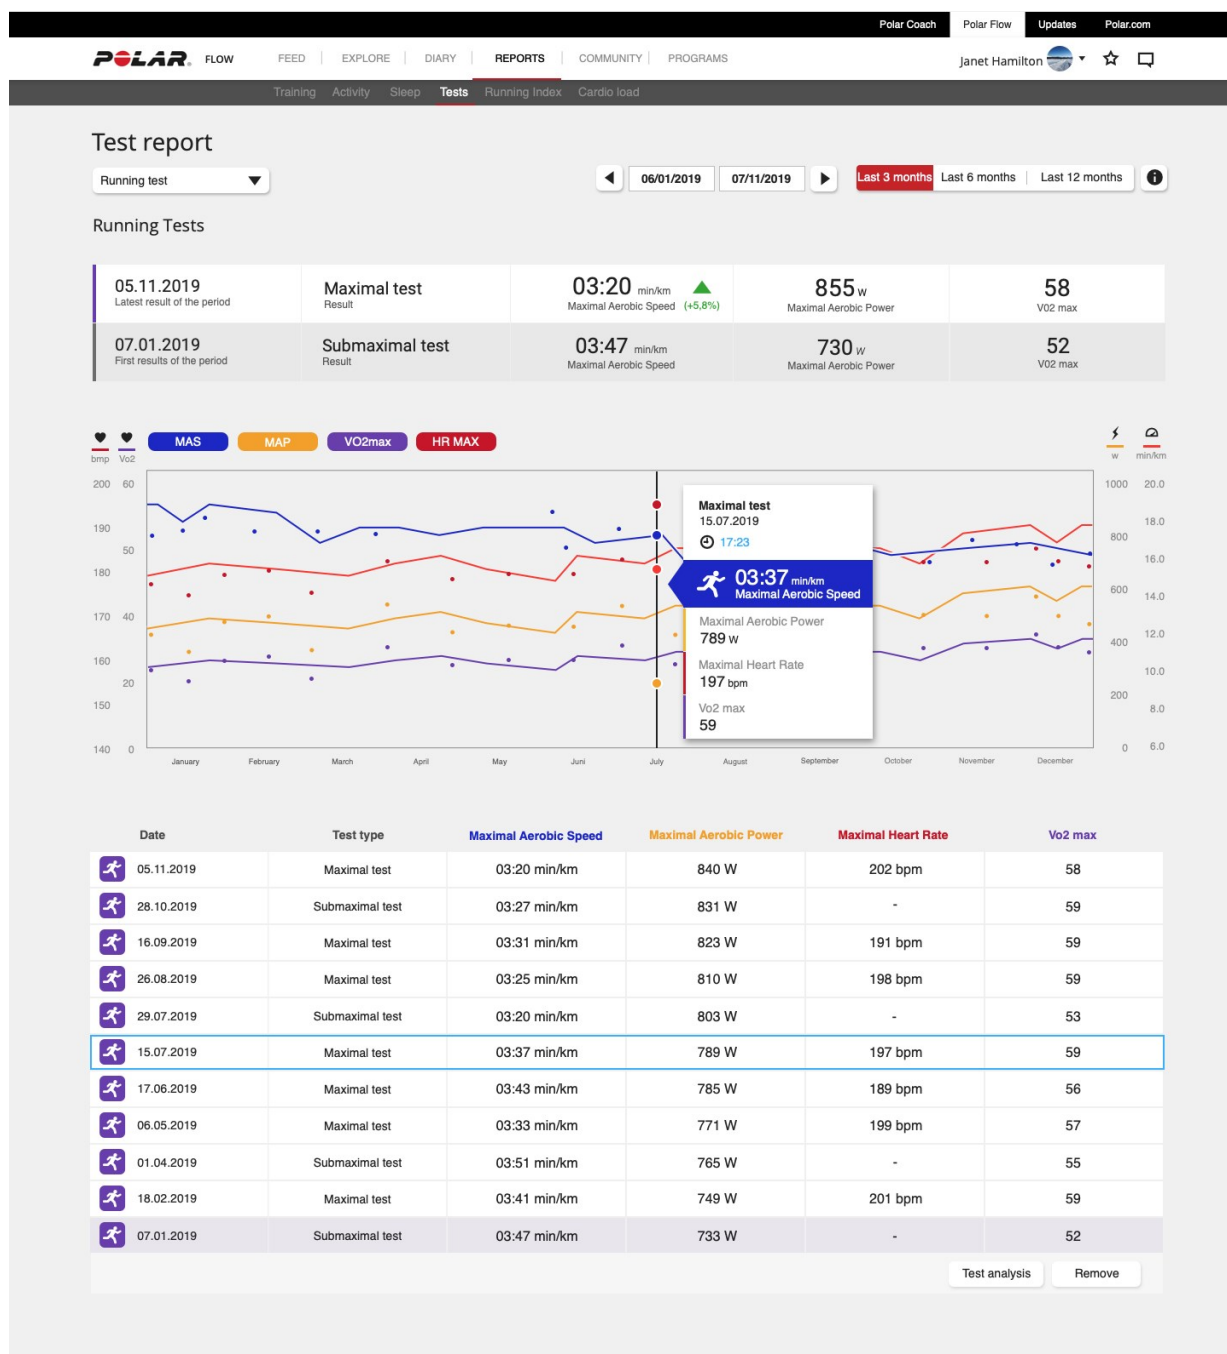 Polar Coach Polar Flow Updates Polar.com
POLAR. FLOW FEED EXPLORE DIARY REPORTS COMMUNITY PROGRAMS Janet Hamilton
Training Activity Sleep Tests Running Index Cardio load
Test report
Running test 06/01/2019 07/11/2019 Last 3 months Last 6 months Last 12 months
Running Tests
05.11.2019 Maximal test 03:20 min/km 855 w 58
Latest result of the period Result Maximal Aerobic Speed (+5,8%) Maximal Aerobic Power V02 max
07.01.2019 Submaximal test 03:47 min/km 730 w 52
First results of the period Result Maximal Aerobic Speed Maximal Aerobic Power V02 max
MAS MAP VO2max HR MAX
bmp Vo2 w min/km
200 60 1000 20.0
190 18.0
50 800
180 16.0
600 14.0
170 40
400 12.0
160 10.0
20 200
150 8.0
140 0 0 6.0
Maximal test
15.07.2019
17:23
03:37 min/km
Maximal Aerobic Speed
Maximal Aerobic Power
789 w
Maximal Heart Rate
197 bpm
Vo2 max
59
January February March April May Juni July August September October November December
Date Test type Maximal Aerobic Speed Maximal Aerobic Power Maximal Heart Rate Vo2 max
05.11.2019 Maximal test 03:20 min/km 840 W 202 bpm 58
28.10.2019 Submaximal test 03:27 min/km 831 W - 59
16.09.2019 Maximal test 03:31 min/km 823 W 191 bpm 59
26.08.2019 Maximal test 03:25 min/km 810 W 198 bpm 59
29.07.2019 Submaximal test 03:20 min/km 803 W - 53
15.07.2019 Maximal test 03:37 min/km 789 W 197 bpm 59
17.06.2019 Maximal test 03:43 min/km 785 W 189 bpm 56
06.05.2019 Maximal test 03:33 min/km 771 W 199 bpm 57
01.04.2019 Submaximal test 03:51 min/km 765 W - 55
18.02.2019 Maximal test 03:41 min/km 749 W 201 bpm 59
07.01.2019 Submaximal test 03:47 min/km 733 W - 52
Test analysis Remove